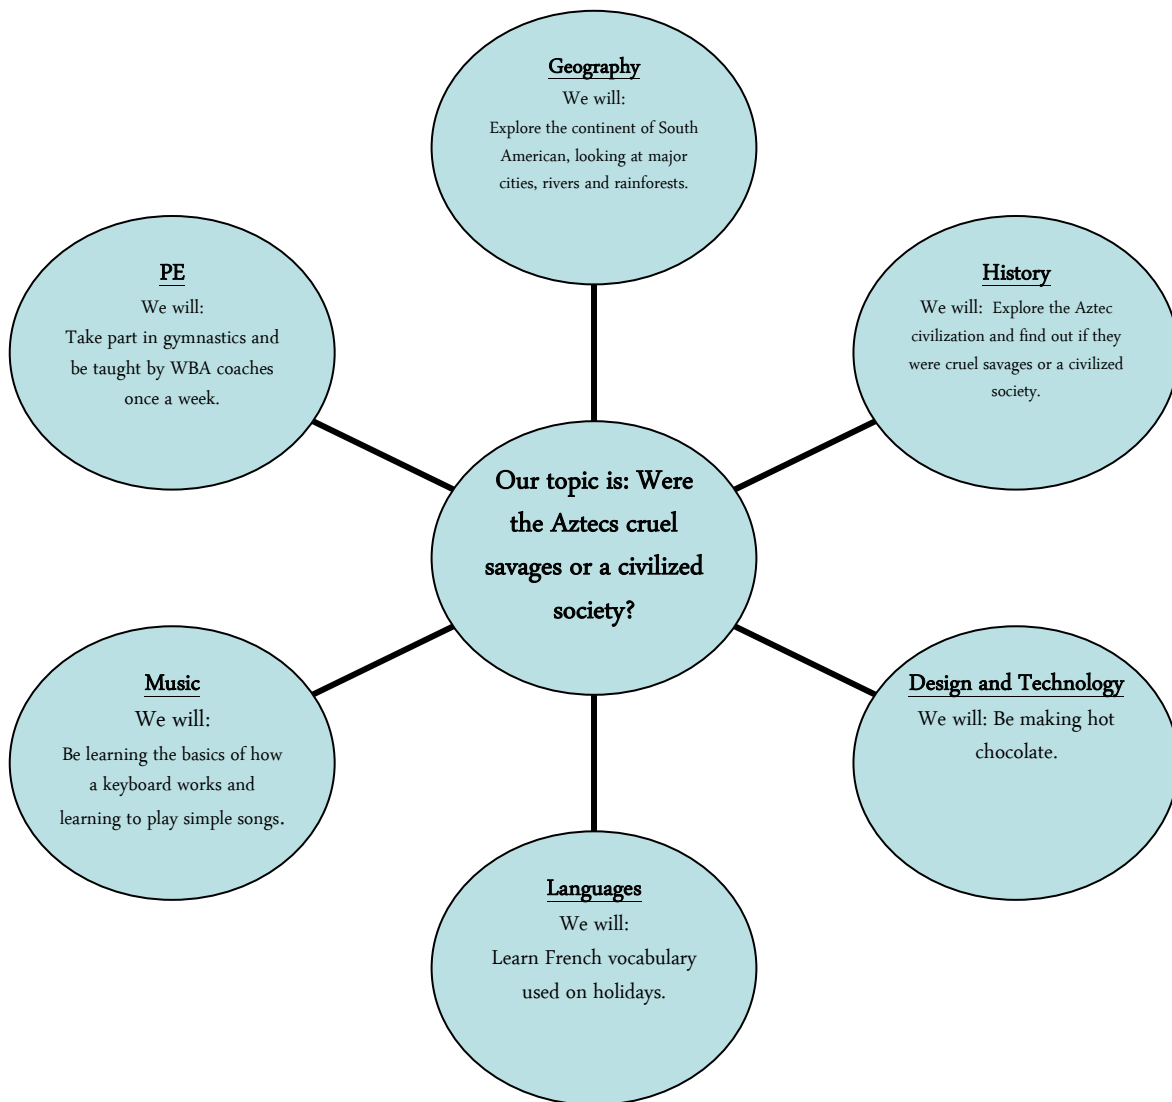 Geography
We will:
Explore the continent of South
American, looking at major
cities, rivers and rainforests.
PE
We will:
Take part in gymnastics and
be taught by WBA coaches
once a week.
History
We will: Explore the Aztec
civilization and find out if they
were cruel savages or a civilized
society.
Our topic is: Were
the Aztecs cruel
savages or a civilized
society?
Music
We will:
Be learning the basics of how
a keyboard works and
learning to play simple songs.
Design and Technology
We will: Be making hot
chocolate.
Languages
We will:
Learn French vocabulary
used on holidays.